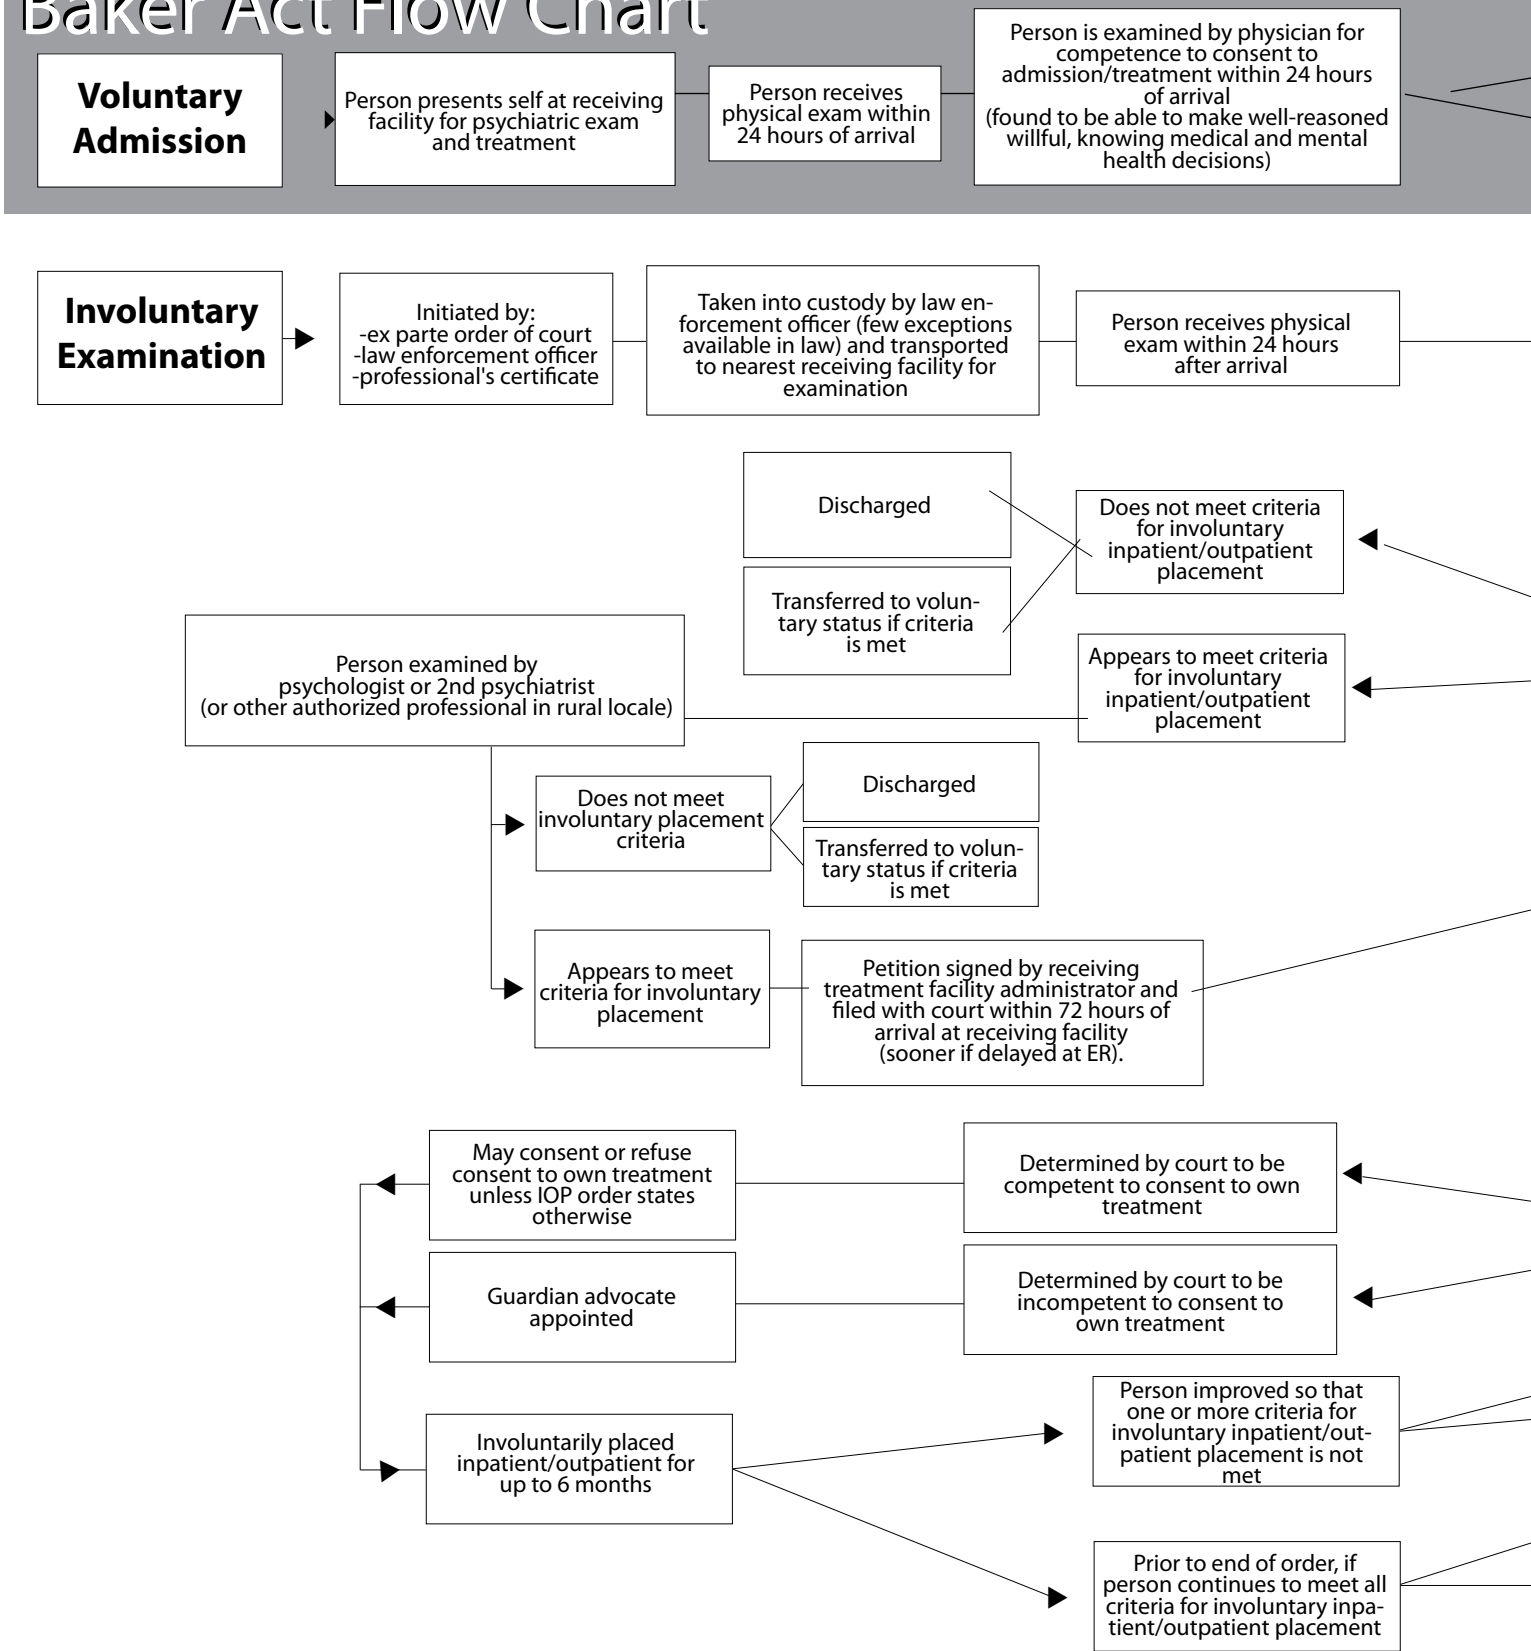 Baker Act Flow Chart
Voluntary
Admission
Person presents self at receiving
facility for psychiatric exam
and treatment
Person receives
physical exam within
24 hours of arrival
Person is examined by physician for
competence to consent to
admission/treatment within 24 hours
of arrival
(found to be able to make well-reasoned
willful, knowing medical and mental
health decisions)
Involuntary
Examination
Initiated by:
-ex parte order of court
-law enforcement officer
-professional's certificate
Taken into custody by law en-
forcement officer (few exceptions
available in law) and transported
to nearest receiving facility for
examination
Person receives physical
exam within 24 hours
after arrival
Discharged
Transferred to volun-
tary status if criteria
is met
Does not meet criteria
for involuntary
inpatient/outpatient
placement
Appears to meet criteria
for involuntary
inpatient/outpatient
placement
Person examined by
psychologist or 2nd psychiatrist
(or other authorized professional in rural locale)
Does not meet
involuntary placement
criteria
Discharged
Transferred to volun-
tary status if criteria
is met
Appears to meet
criteria for involuntary
placement
Petition signed by receiving
treatment facility administrator and
filed with court within 72 hours of
arrival at receiving facility
(sooner if delayed at ER).
May consent or refuse
consent to own treatment
unless IOP order states
otherwise
Determined by court to be
competent to consent to own
treatment
Guardian advocate
appointed
Determined by court to be
incompetent to consent to
own treatment
Involuntarily placed
inpatient/outpatient for
up to 6 months
Person improved so that
one or more criteria for
involuntary inpatient/out-
patient placement is not
met
Prior to end of order, if
person continues to meet all
criteria for involuntary inpa-
tient/outpatient placement